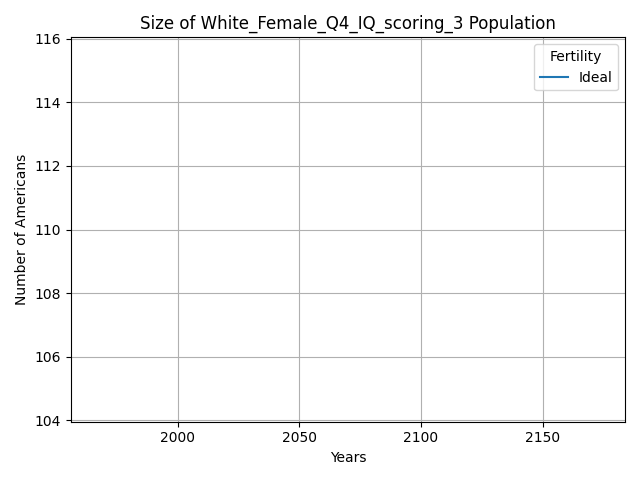 Size of White_Female_Q4_IQ_scoring_3 Population
116
114
112
110
108
106
104
Number of Americans
Fertility
Ideal
2000 2050 2100 2150
Years